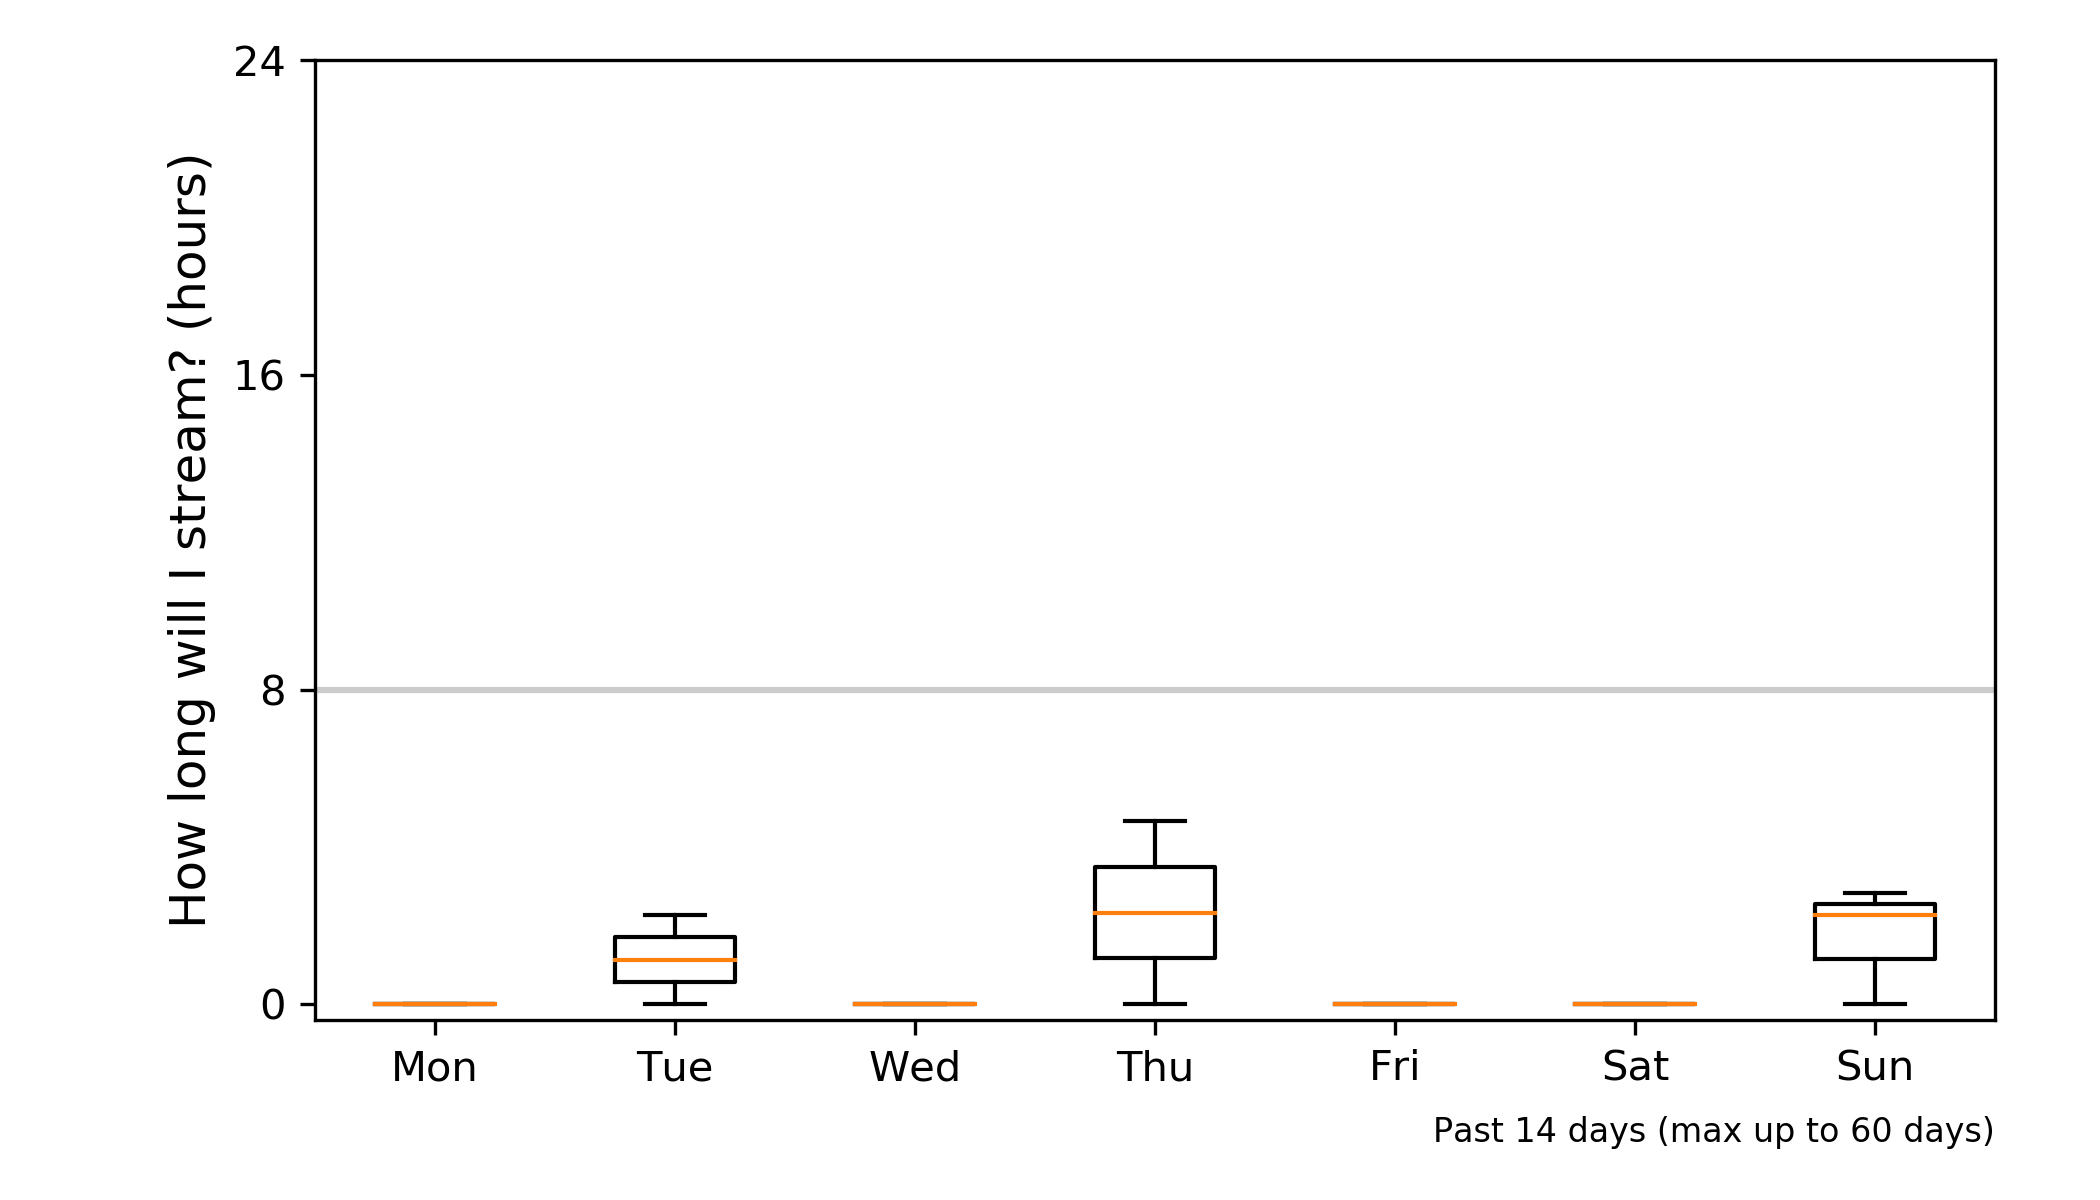 24
16
8
0
How long will I stream? (hours)
Mon Tue Wed Thu Fri Sat Sun
Past 14 days (max up to 60 days)